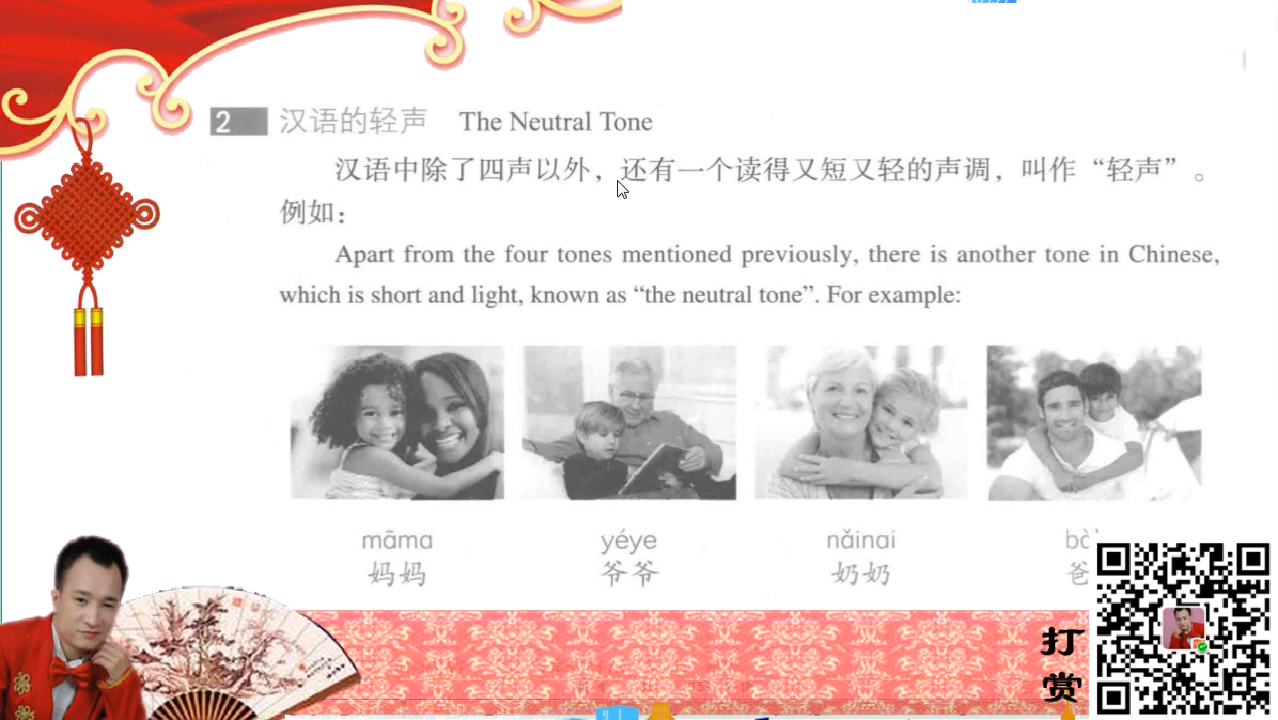 2 汉语的轻声 The Neutral Tone
汉语中除了四声以外，还有一个读得又短又轻的声调，叫作“轻声”。
例如：
Apart from the four tones mentioned previously, there is another tone in Chinese,
which is short and light, known as “the neutral tone”. For example:
māma yéye nǎinai bà
妈妈 爷爷 奶奶 爸
打
赏